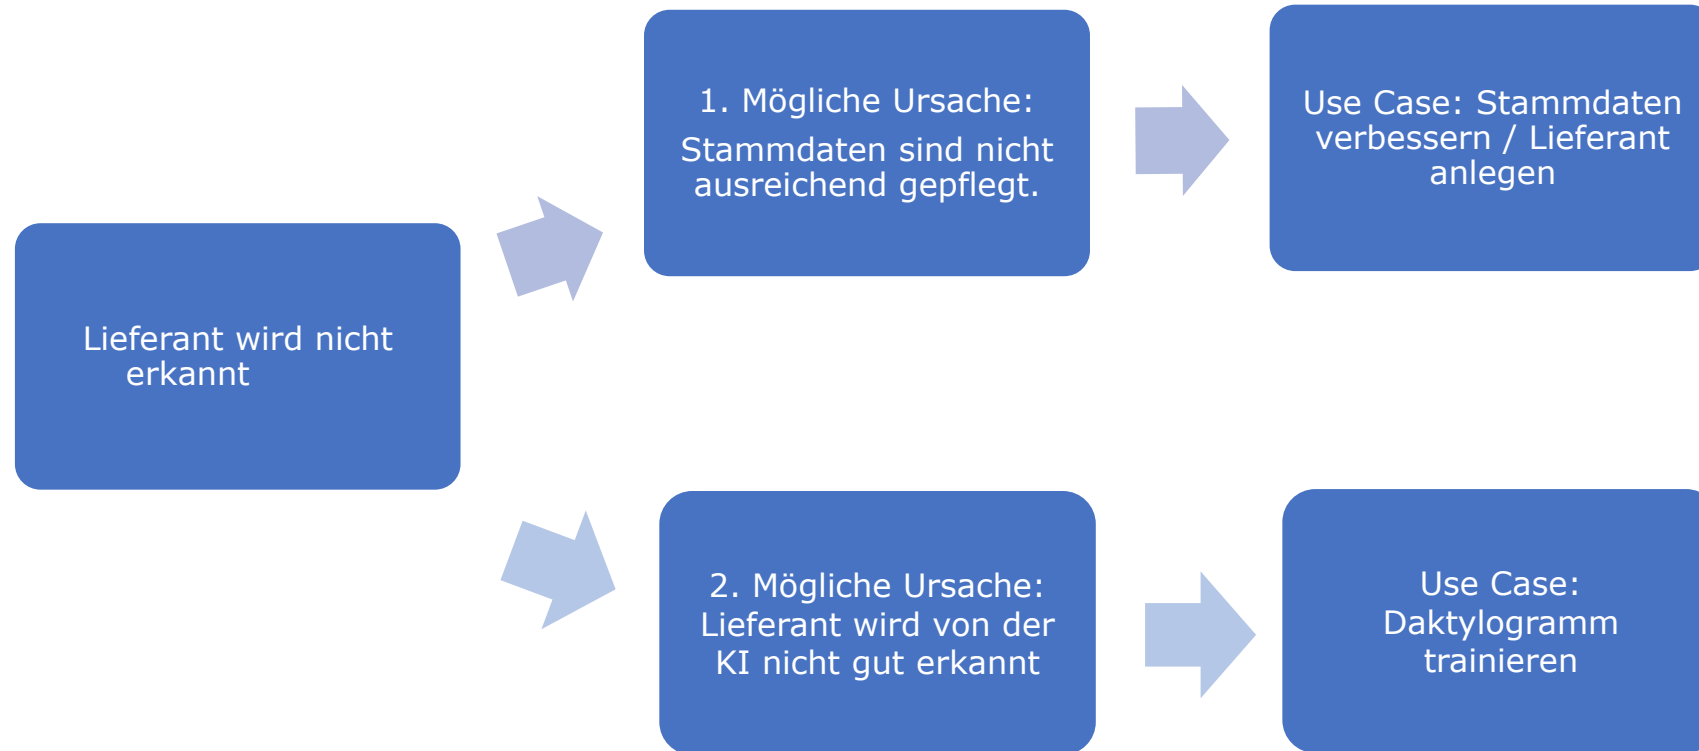 Lieferant wird nicht
erkannt
1. Mögliche Ursache:
Stammdaten sind nicht
ausreichend gepflegt.
Use Case: Stammdaten
verbessern / Lieferant
anlegen
2. Mögliche Ursache:
Lieferant wird von der
KI nicht gut erkannt
Use Case:
Daktylogramm
trainieren